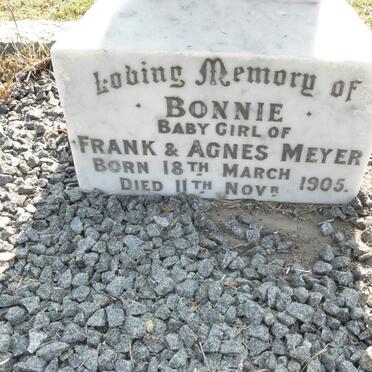 Loving Memory of
BONNIE
BABY GIRL OF
FRANK & AGNES MEYER
BORN 18TH MARCH
DIED 11TH NOVR 1905.